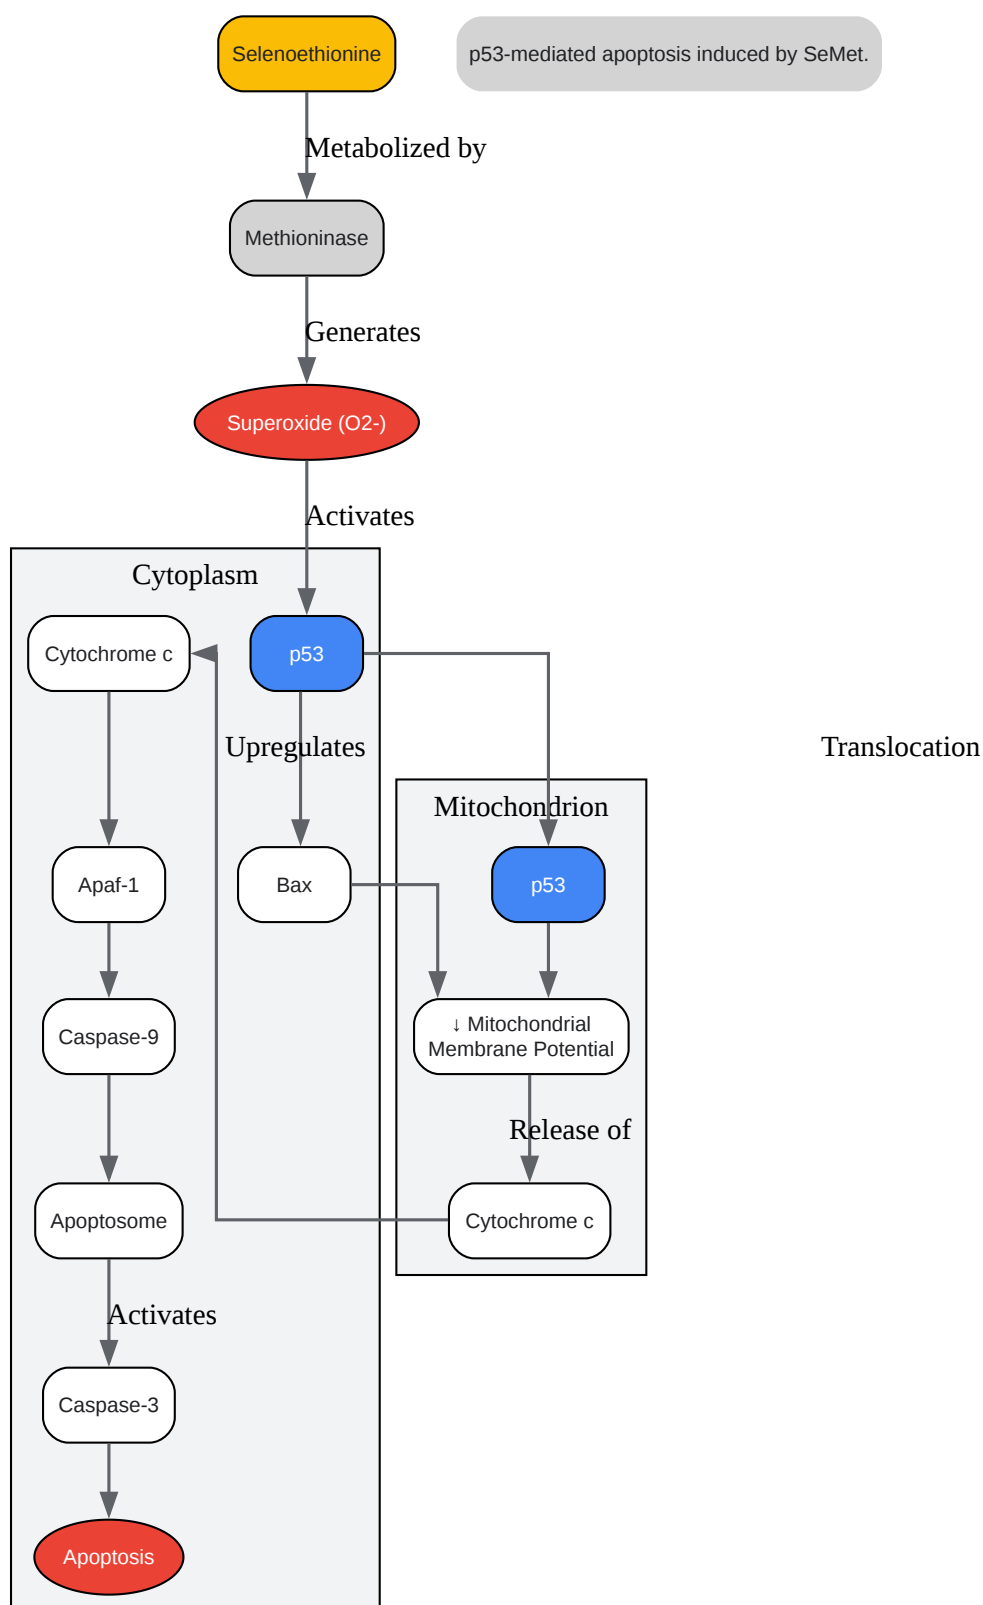 Selenoethionine
p53-mediated apoptosis induced by SeMet.
Metabolized by
Methioninase
Generates
Superoxide (O2-)
Activates
Cytoplasm
Cytochrome c
p53
Upregulates
Translocation
Mitochondrion
Apaf-1
Bax
p53
Caspase-9
↓ Mitochondrial
Membrane Potential
Release of
Apoptosome
Cytochrome c
Activates
Caspase-3
Apoptosis